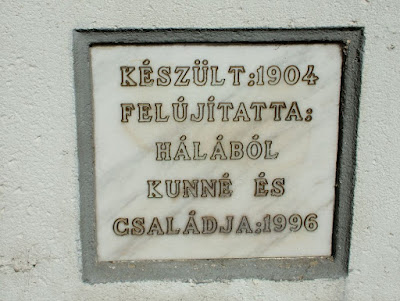 KÉSZÜLT:1904
FELÚJÍTATTA:
HÁLÁBÓL
KUNNÉ ÉS
CSALÁDJA:1996